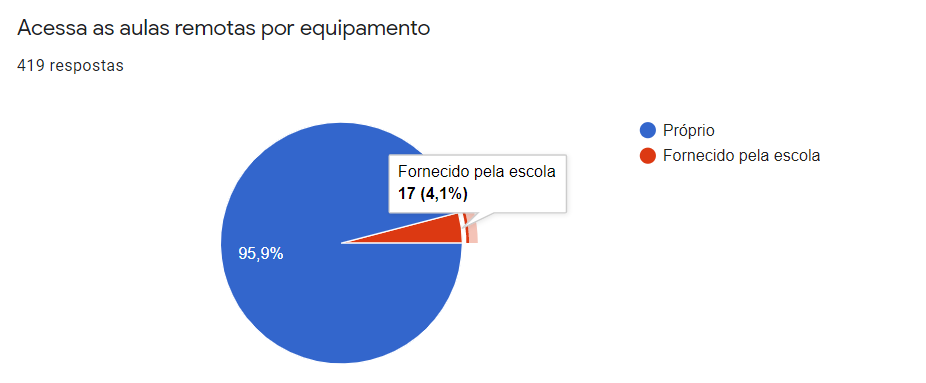 Acessa as aulas remotas por equipamento
419 respostas
Próprio
Fornecido pela escola
Fornecido pela escola
17 (4,1%)
95,9%